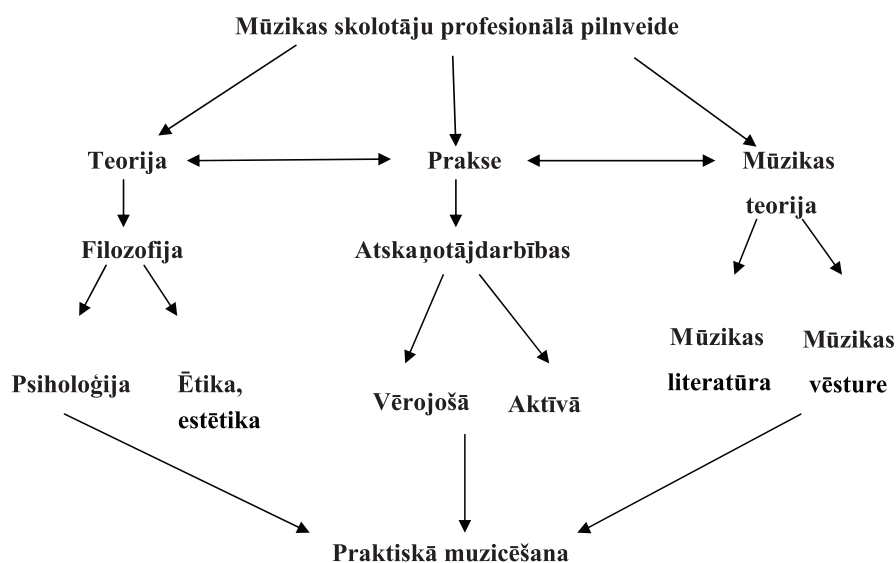 Mūzikas skolotāju profesionālā pilnveide
Teorija
Prakse
Mūzikas
teorija
Filozofija
Atskaņotājdarbības
Psiholoģija
Ētika,
estētika
Vērojošā
Aktīvā
Mūzikas
literatūra
Mūzikas
vēsture
Praktiskā muzicēšana